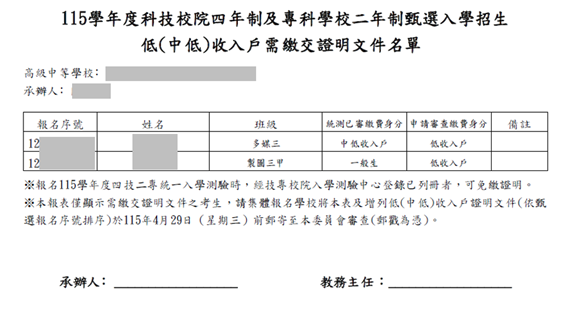 115學年度科技校院四年制及專科學校二年制甄選入學招生
低(中低)收入戶需繳交證明文件名單
高級中等學校:
承辦人:
報名序號 姓名 班級 統測已審繳費身分 申請審查繳費身分 備註
12 多媒三 中低收入戶 低收入戶
12 製圖三甲 一般生 低收入戶
※報名115學年度四技二專統一入學測驗時，經技專校院入學測驗中心登錄已列冊者，可免繳證明。
※本報表僅顯示需繳交證明文件之考生，請集體報名學校將本表及增列低(中低)收入戶證明文件(依甄
選報名序號排序)於115年4月29日（星期三）前郵寄至本委員會審查(郵戳為憑)。
承辦人: ________________ 教務主任：________________